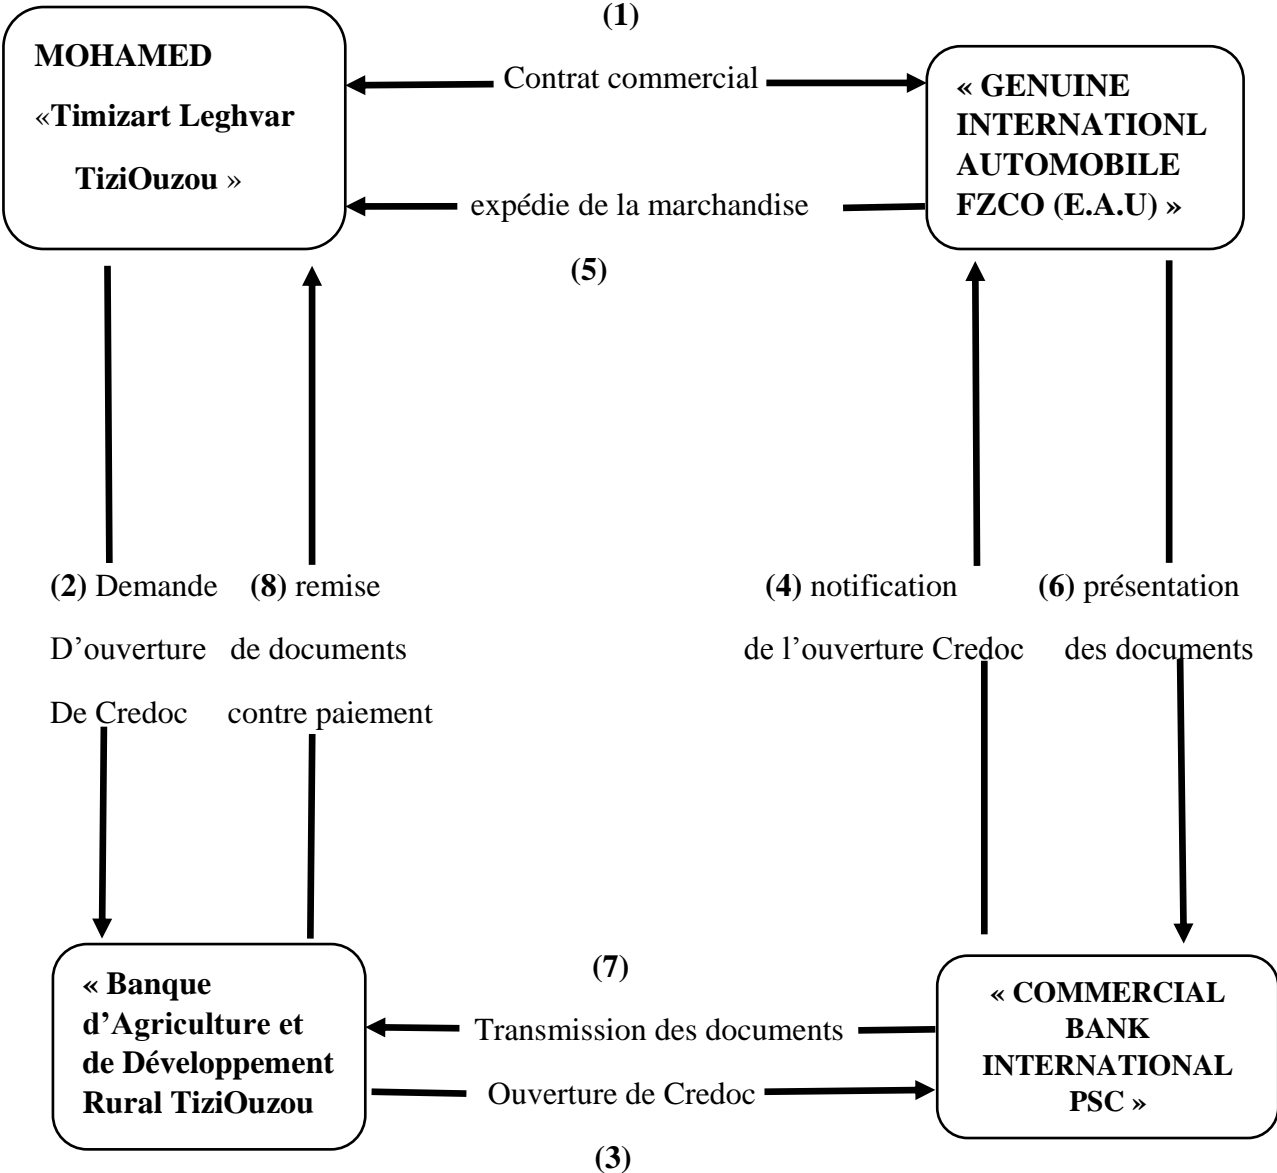 (1)
MOHAMED
«Timizart Leghvar
TiziOuzou »
Contrat commercial
« GENUINE
INTERNATIONL
AUTOMOBILE
FZCO (E.A.U) »
expédie de la marchandise
(5)
(2) Demande
D’ouverture
De Credoc
(8) remise
de documents
contre paiement
(4) notification
de l’ouverture Credoc
(6) présentation
des documents
« Banque
d’Agriculture et
de Développement
Rural TiziOuzou
(7)
Transmission des documents
Ouverture de Credoc
(3)
« COMMERCIAL
BANK
INTERNATIONAL
PSC »